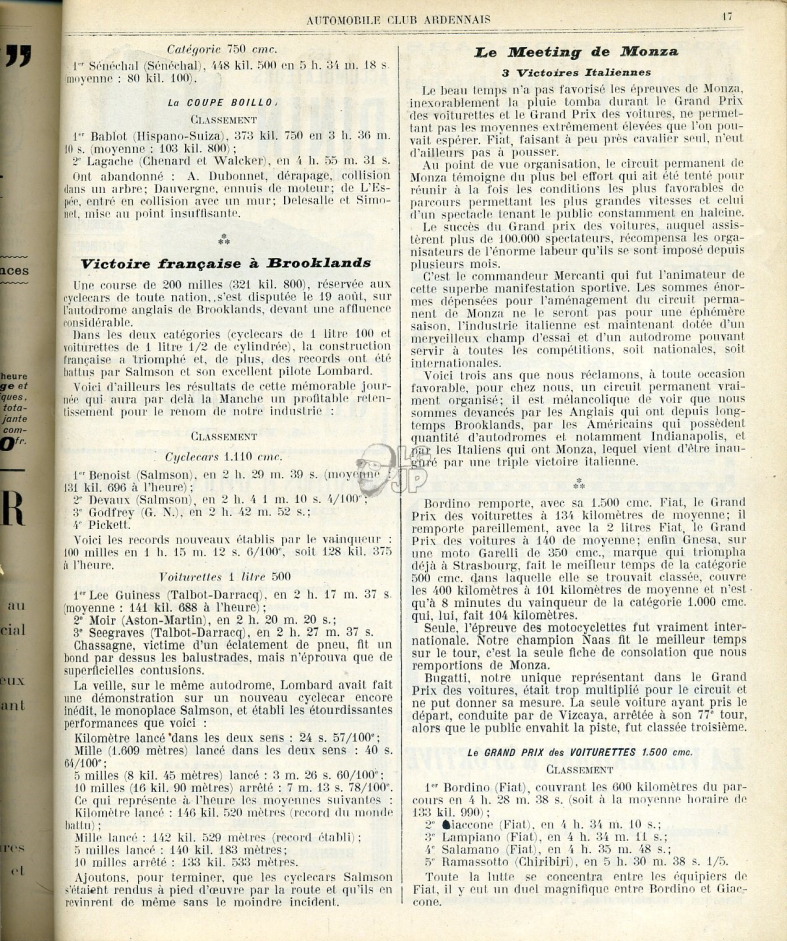 AUTOMOBILE CLUB ARDENNAIS
17
Catégorie 750 cmc.
1er Sénéchal (Sénéchal), 448 kil. 500 en 5 h. 34 m. 18 s.
(moyenne : 80 kil. 100).
La COUPE BOILLO.
CLASSEMENT
1er Bablot (Hispano-Suiza), 373 kil. 750 en 3 h. 36 m.
10 s. (moyenne : 103 kil. 800) ;
2e Lagache (Chenard et Walcker), en 4 h. 55 m. 31 s.
Ont abandonné : A. Dubonnet, dérapage, collision
dans un arbre; Dauvergne, ennuis de moteur; de L'Es-
pée, entré en collision avec un mur; Delesalle et Simo-
net, mise au point insuffisante.
***
Victoire française à Brooklands
Une course de 200 milles (321 kil. 800), réservée aux
cyclecars de toute nation, s'est disputée le 19 août, sur
l'autodrome anglais de Brooklands, devant une affluence
considérable.
Dans les deux catégories (cyclecars de 1 litre 100 et
voiturettes de 1 litre 1/2 de cylindrée), la construction
française a triomphé et, de plus, des records ont été
battus par Salmson et son excellent pilote Lombard.
Voici d'ailleurs les résultats de cette mémorable jour-
née qui aura par delà la Manche un profitable reten-
tissement pour le renom de notre industrie :
CLASSEMENT
Cyclecars 1.110 cmc.
1er Benoist (Salmson), en 2 h. 29 m. 39 s. (moyenne :
131 kil. 696 à l'heure) ;
2e Devaux (Salmson), en 2 h. 4 1 m. 10 s. 4/100e ;
3e Godfrey (G. N.), en 2 h. 42 m. 52 s. ;
4e Pickett.
Voici les records nouveaux établis par le vainqueur :
100 milles en 1 h. 15 m. 12 s. 6/100e, soit 128 kil. 375
à l'heure.
Voiturettes 1 litre 500
1er Lee Guiness (Talbot-Darracq), en 2 h. 17 m. 37 s.
(moyenne : 141 kil. 688 à l'heure) ;
2e Moir (Aston-Martin), en 2 h. 20 m. 20 s. ;
3e Seegraves (Talbot-Darracq), en 2 h. 27 m. 37 s.
Chassagne, victime d'un éclatement de pneu, fit un
bond par dessus les balustrades, mais n'éprouva que de
superficielles contusions.
La veille, sur le même autodrome, Lombard avait fait
une démonstration sur un nouveau cyclecar encore
inédit, le monoplace Salmson, et établi les étourdissantes
performances que voici :
Kilomètre lancé dans les deux sens : 24 s. 57/100e ;
Mille (1.609 mètres) lancé dans les deux sens : 40 s.
64/100e ;
5 milles (8 kil. 45 mètres) lancé : 3 m. 26 s. 60/100e ;
10 milles (16 kil. 90 mètres) arrêté : 7 m. 13 s. 78/100e.
Ce qui représente à l'heure les moyennes suivantes :
Kilomètre lancé : 146 kil. 520 mètres (record du monde
battu) ;
Mille lancé : 142 kil. 529 mètres (record établi) ;
5 milles lancé : 140 kil. 183 mètres;
10 milles arrêté : 133 kil. 533 mètres.
Ajoutons, pour terminer, que les cyclecars Salmson
s'étaient rendus à pied d'œuvre par la route et qu'ils en
revinrent de même sans le moindre incident.
Le Meeting de Monza
3 Victoires Italiennes
Le beau temps n'a pas favorisé les épreuves de Monza,
inexorablement la pluie tomba durant le Grand Prix
des voiturettes et le Grand Prix des voitures, ne permet-
tant pas les moyennes extrêmement élevées que l'on pou-
vait espérer. Fiat, faisant à peu près cavalier seul, n'eut
d'ailleurs pas à pousser.
Au point de vue organisation, le circuit permanent de
Monza témoigne du plus bel effort qui ait été tenté pour
réunir à la fois les conditions les plus favorables de
parcours permettant les plus grandes vitesses et celui
d'un spectacle tenant le public constamment en haleine.
Le succès du Grand prix des voitures, auquel assis-
tèrent plus de 100.000 spectateurs, récompensa les orga-
nisateurs de l'énorme labeur qu'ils se sont imposé depuis
plusieurs mois.
C'est le commandeur Mercanti qui fut l'animateur de
cette superbe manifestation sportive. Les sommes énor-
mes dépensées pour l'aménagement du circuit perma-
nent de Monza ne le seront pas pour une éphémère
saison, l'industrie italienne est maintenant dotée d'un
merveilleux champ d'essai et d'un autodrome pouvant
servir à toutes les compétitions, soit nationales, soit
internationales.
Voici trois ans que nous réclamons, à toute occasion
favorable, pour chez nous, un circuit permanent vrai-
ment organisé; il est mélancolique de voir que nous
sommes devancés par les Anglais qui ont depuis long-
temps Brooklands, par les Américains qui possèdent
quantité d'autodromes et notamment Indianapolis, et
par les Italiens qui ont Monza, lequel vient d'être inau-
guré par une triple victoire italienne.
***
Bordino remporte, avec sa 1.500 cmc. Fiat, le Grand
Prix des voiturettes à 134 kilomètres de moyenne; il
remporte pareillement, avec la 2 litres Fiat, le Grand
Prix des voitures à 140 de moyenne; enfin Gnesa, sur
une moto Garelli de 350 cmc., marque qui triompha
déjà à Strasbourg, fait le meilleur temps de la catégorie
500 cmc. dans laquelle elle se trouvait classée, couvre
les 400 kilomètres à 101 kilomètres de moyenne et n'est
qu'à 8 minutes du vainqueur de la catégorie 1.000 cmc.
qui, lui, fait 104 kilomètres.
Seule, l'épreuve des motocyclettes fut vraiment inter-
nationale. Notre champion Naas fit le meilleur temps
sur le tour, c'est la seule fiche de consolation que nous
remportions de Monza.
Bugatti, notre unique représentant dans le Grand
Prix des voitures, était trop multiplié pour le circuit et
ne put donner sa mesure. La seule voiture ayant pris le
départ, conduite par de Vizcaya, arrêtée à son 77e tour,
alors que le public envahit la piste, fut classée troisième.
Le GRAND PRIX des VOITURETTES 1.500 cmc.
CLASSEMENT
1er Bordino (Fiat), couvrant les 600 kilomètres du par-
cours en 4 h. 28 m. 38 s. (soit à la moyenne horaire de
133 kil. 990) ;
2e Giaccone (Fiat), en 4 h. 34 m. 10 s. ;
3e Lampiano (Fiat), en 4 h. 34 m. 11 s. ;
4e Salamano (Fiat), en 4 h. 35 m. 48 s. ;
5e Ramassotto (Chiribiri), en 5 h. 30 m. 38 s. 1/5.
Toute la lutte se concentra entre les équipiers de
Fiat, il y eut un duel magnifique entre Bordino et Giac-
cone.